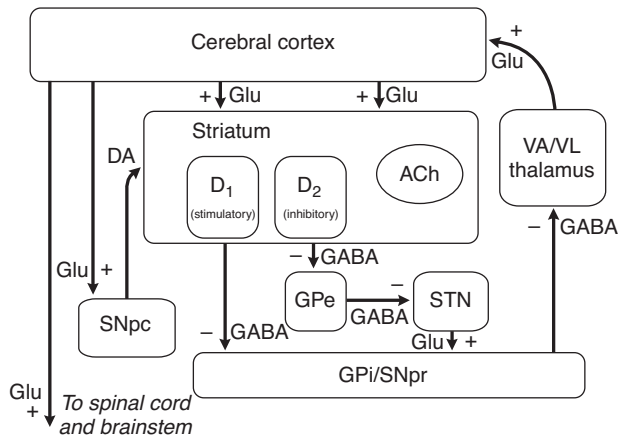 Cerebral cortex
+
Glu
+ Glu
+ Glu
VA/VL
thalamus
Striatum
DA
D1
(stimulatory)
D2
(inhibitory)
ACh
− GABA
− GABA
Glu +
SNpc
GPe
−
GABA
STN
− GABA
Glu +
GPi/SNpr
Glu
+
To spinal cord
and brainstem